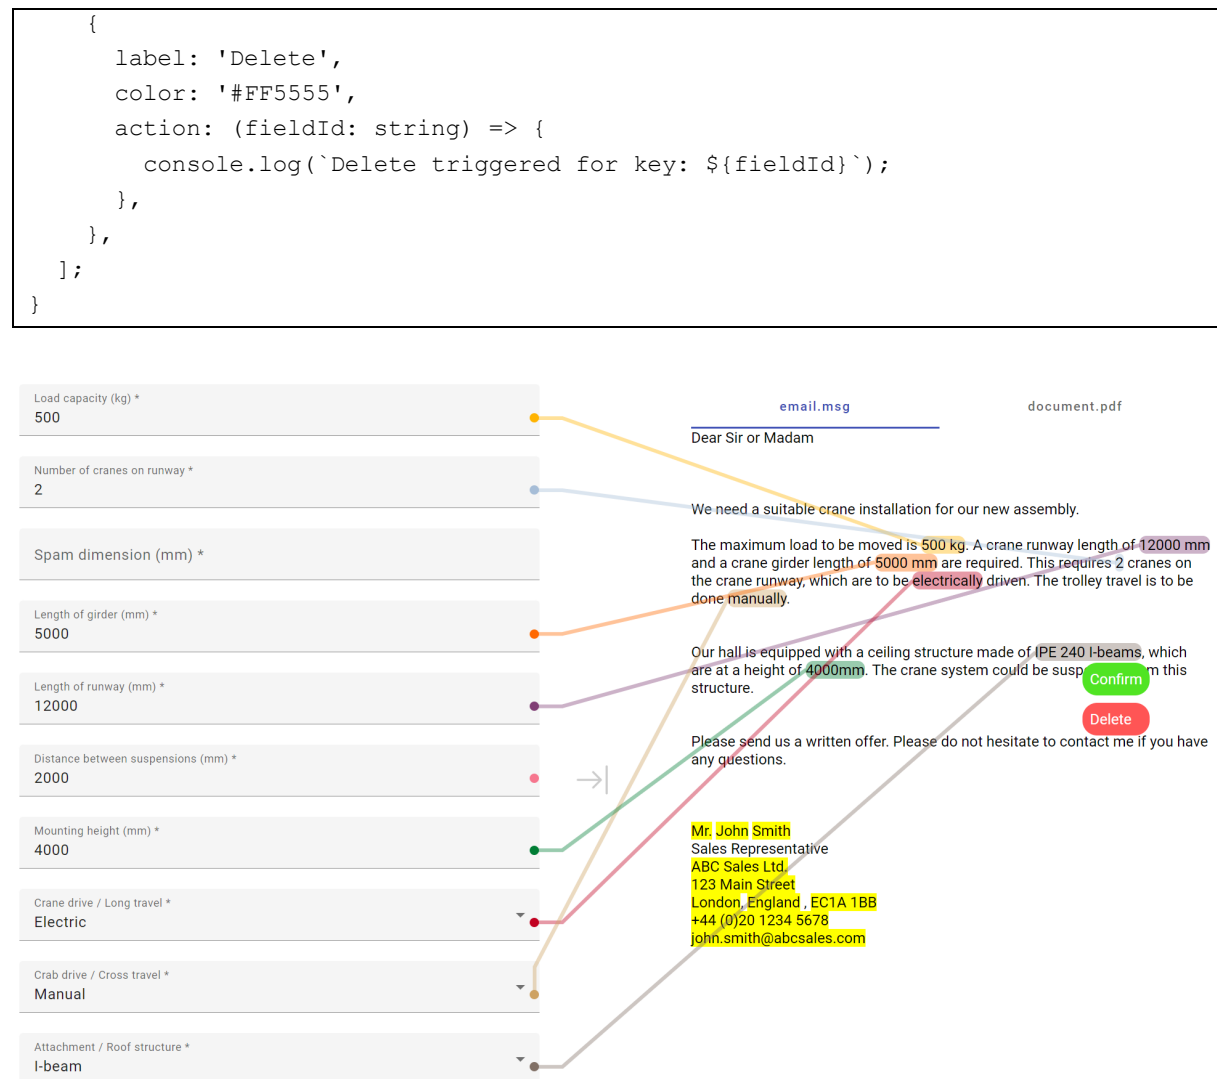 {
label: 'Delete',
color: '#FF5555',
action: (fieldId: string) => {
console.log(`Delete triggered for key: ${fieldId}`);
},
},
];
}
Load capacity (kg) *
500
Number of cranes on runway *
2
Spam dimension (mm) *
Length of girder (mm) *
5000
Length of runway (mm) *
12000
Distance between suspensions (mm) *
2000
Mounting height (mm) *
4000
Crane drive / Long travel *
Electric
Crab drive / Cross travel *
Manual
Attachment / Roof structure *
I-beam
email.msg
document.pdf
Dear Sir or Madam
We need a suitable crane installation for our new assembly.
The maximum load to be moved is 500 kg. A crane runway length of 12000 mm
and a crane girder length of 5000 mm are required. This requires 2 cranes on
the crane runway, which are to be electrically driven. The trolley travel is to be
done manually.
Our hall is equipped with a ceiling structure made of IPE 240 I-beams, which
are at a height of 4000mm. The crane system could be susp m this
structure.
Confirm
Delete
Please send us a written offer. Please do not hesitate to contact me if you have
any questions.
Mr. John Smith
Sales Representative
ABC Sales Ltd.
123 Main Street
London, England , EC1A 1BB
+44 (0)20 1234 5678
john.smith@abcsales.com